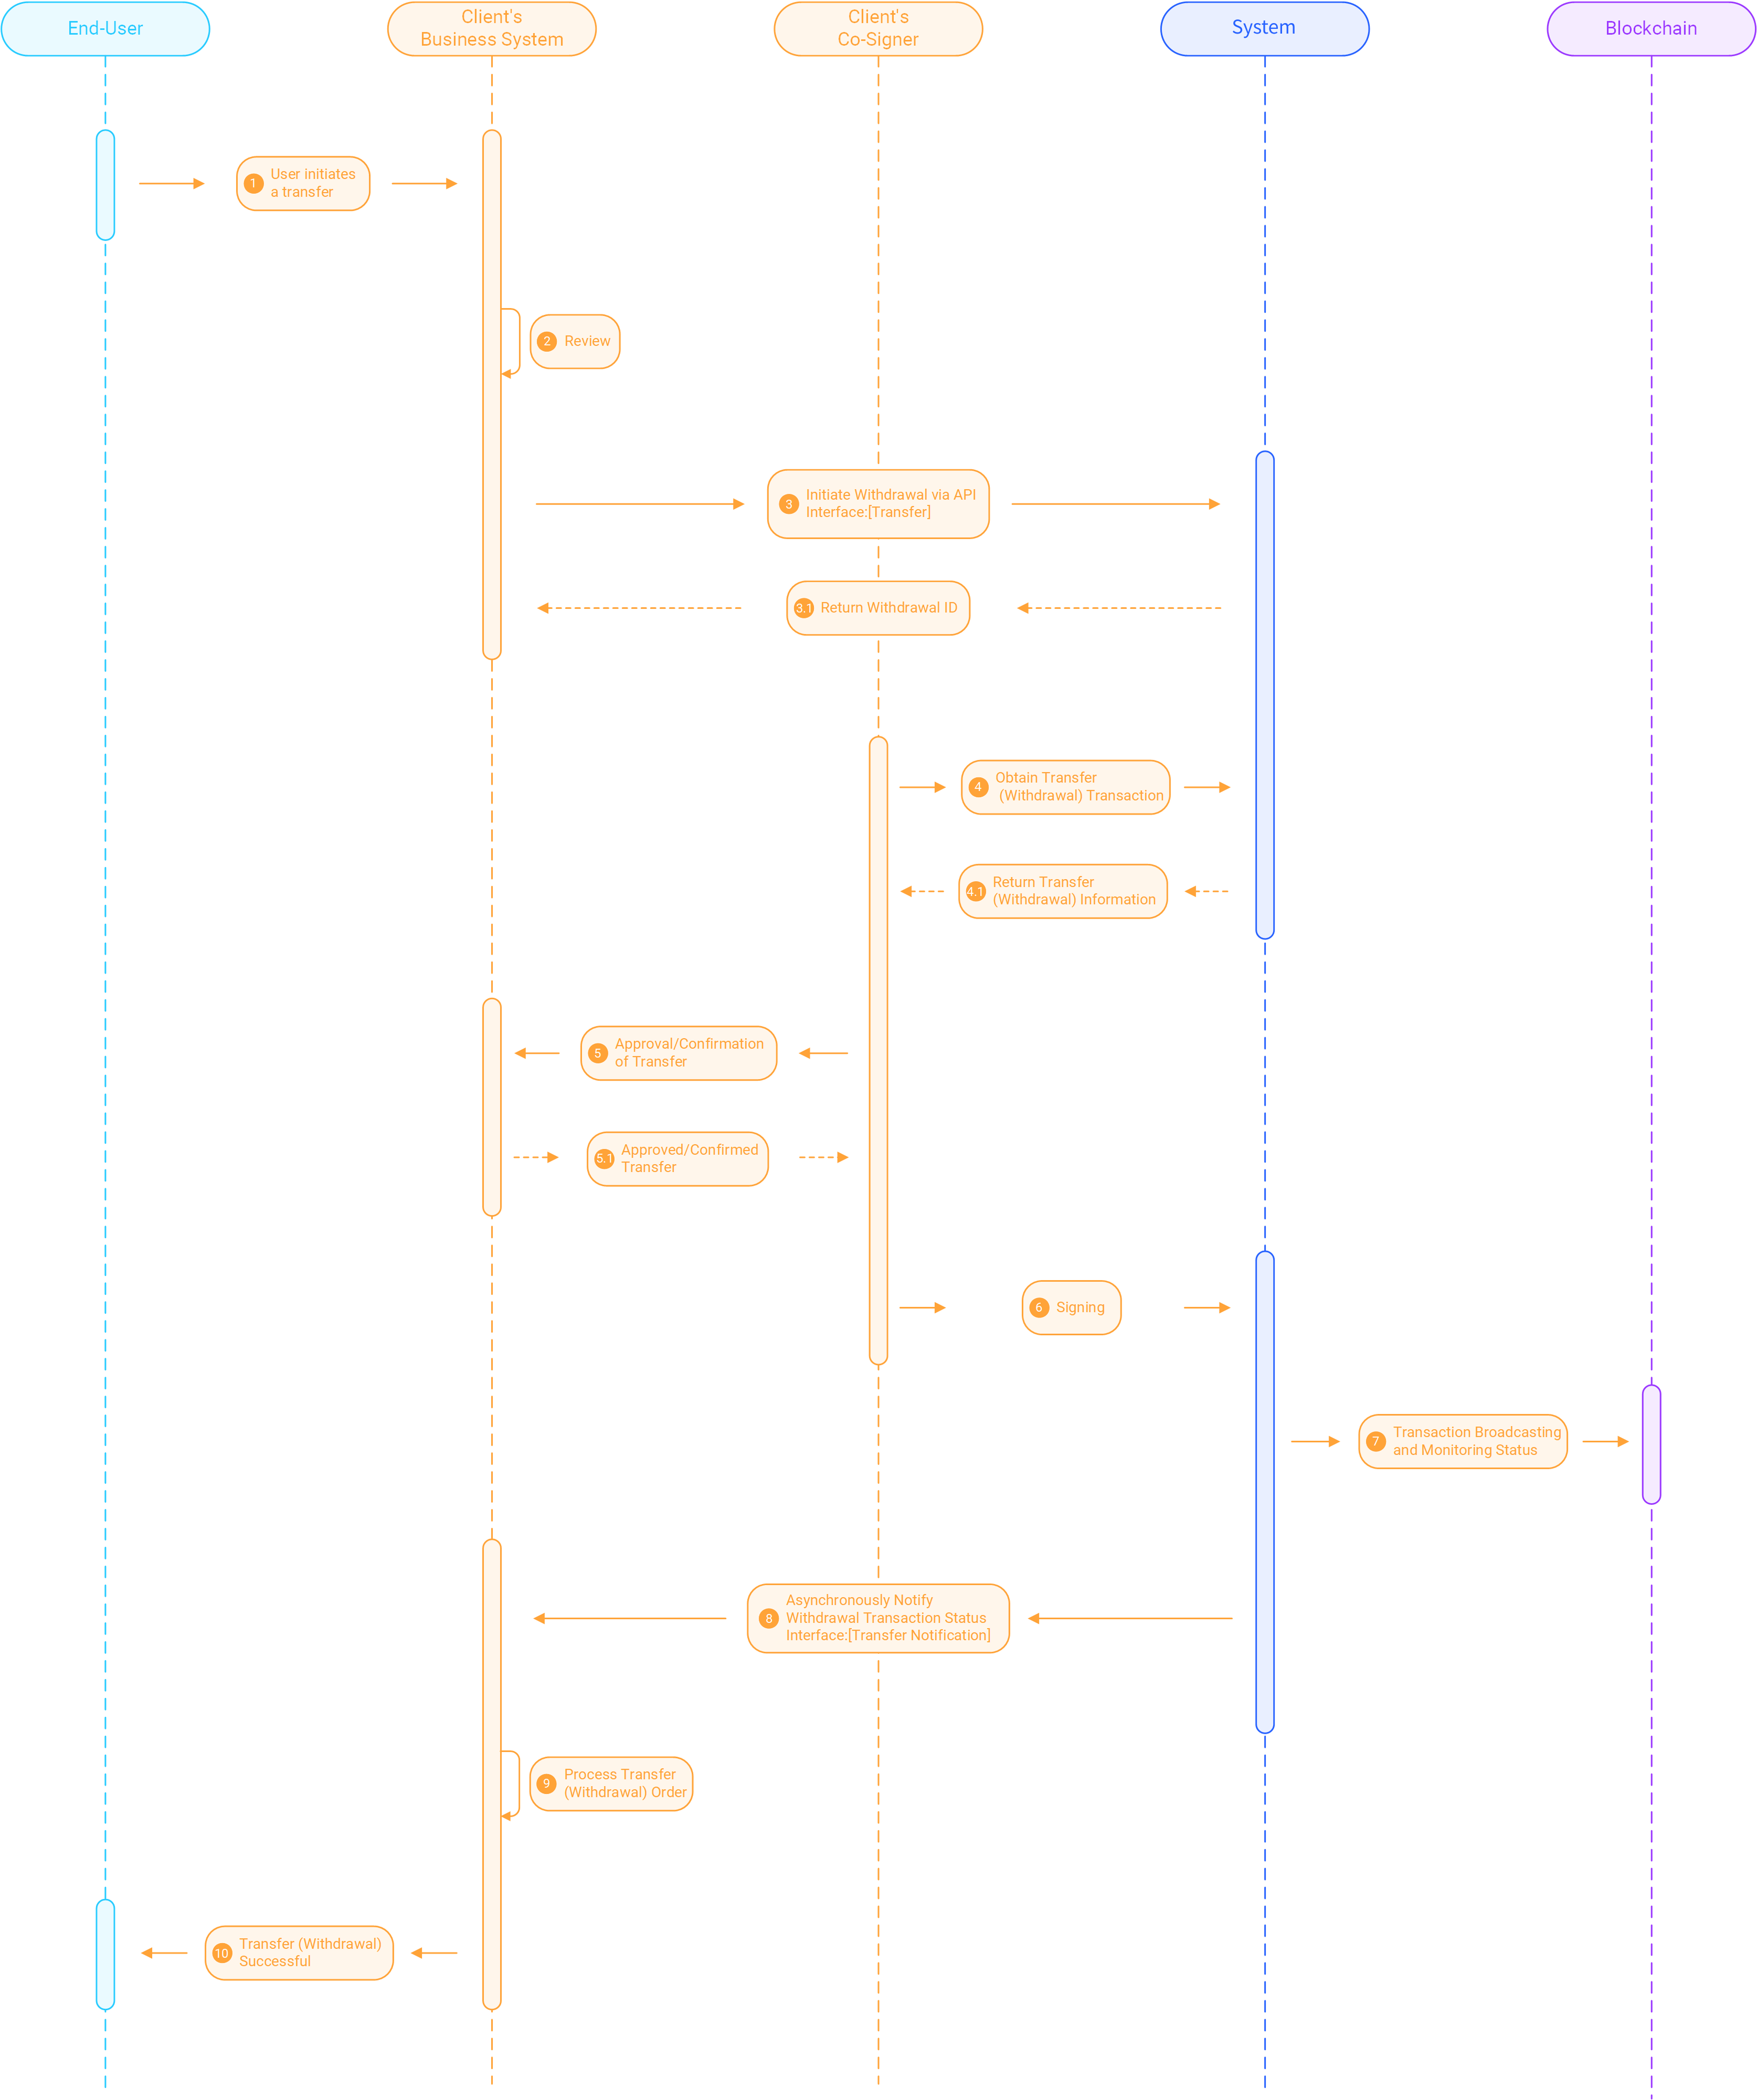 End-User
Client's
Business System
Client's
Co-Signer
System
Blockchain
1 User initiates
a transfer
2 Review
3 Initiate Withdrawal via API
Interface:[Transfer]
3.1 Return Withdrawal ID
4 Obtain Transfer
(Withdrawal) Transaction
4.1 Return Transfer
(Withdrawal) Information
5 Approval/Confirmation
of Transfer
5.1 Approved/Confirmed
Transfer
6 Signing
7 Transaction Broadcasting
and Monitoring Status
8 Asynchronously Notify
Withdrawal Transaction Status
Interface:[Transfer Notification]
9 Process Transfer
(Withdrawal) Order
10 Transfer (Withdrawal)
Successful